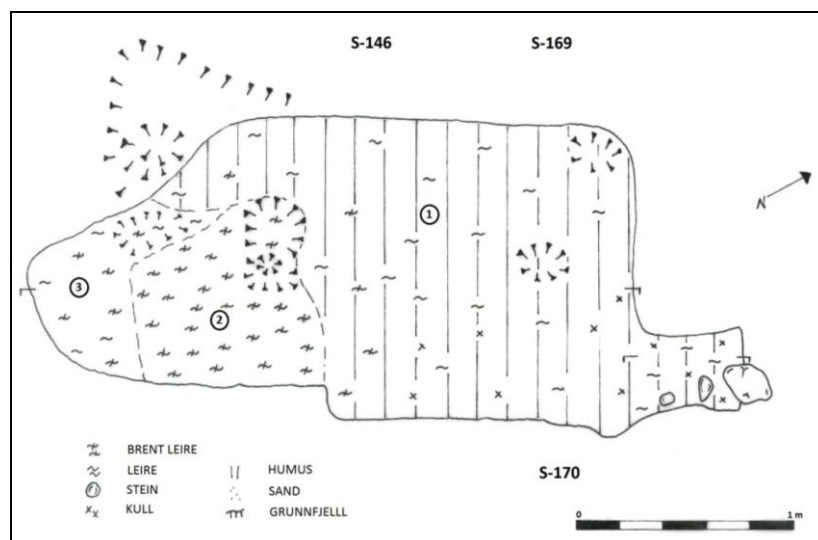 S-146 S-169
N
1
3
2
BRENT LEIRE
LEIRE
STEIN
KULL
HUMUS
SAND
GRUNNFJELLL
S-170
0 1 m